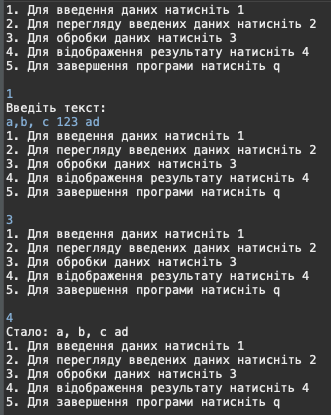 1. Для введення даних натисніть 1
2. Для перегляду введених даних натисніть 2
3. Для обробки даних натисніть 3
4. Для відображення результату натисніть 4
5. Для завершення програми натисніть q
1
Введіть текст:
a,b, c 123 ad
1. Для введення даних натисніть 1
2. Для перегляду введених даних натисніть 2
3. Для обробки даних натисніть 3
4. Для відображення результату натисніть 4
5. Для завершення програми натисніть q
3
1. Для введення даних натисніть 1
2. Для перегляду введених даних натисніть 2
3. Для обробки даних натисніть 3
4. Для відображення результату натисніть 4
5. Для завершення програми натисніть q
4
Стало: a, b, c ad
1. Для введення даних натисніть 1
2. Для перегляду введених даних натисніть 2
3. Для обробки даних натисніть 3
4. Для відображення результату натисніть 4
5. Для завершення програми натисніть q